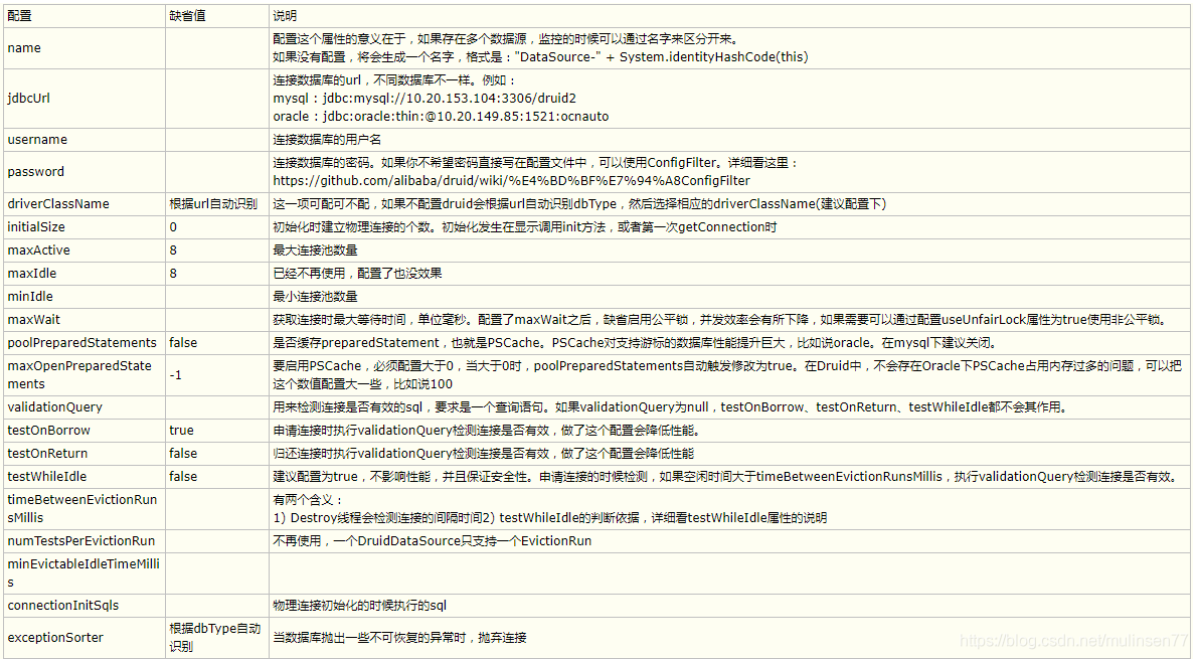 配置 缺省值 说明
name
配置这个属性的意义在于，如果存在多个数据源，监控的时候可以通过名字来区分开来。
如果没有配置，将会生成一个名字，格式是："DataSource-" + System.identityHashCode(this)
jdbcUrl
连接数据库的url，不同数据库不一样。例如：
mysql : jdbc:mysql://10.20.153.104:3306/druid2
oracle : jdbc:oracle:thin:@10.20.149.85:1521:ocnauto
username 连接数据库的用户名
password
连接数据库的密码。如果你不希望密码直接写在配置文件中，可以使用ConfigFilter。详细看这里：
https://github.com/alibaba/druid/wiki/%E4%BD%BF%E7%94%A8ConfigFilter
driverClassName 根据url自动识别 这一项可配可不配，如果不配置druid会根据url自动识别dbType，然后选择相应的driverClassName(建议配置下)
initialSize 0 初始化时建立物理连接的个数。初始化发生在显示调用init方法，或者第一次getConnection时
maxActive 8 最大连接池数量
maxIdle 8 已经不再使用，配置了也没效果
minIdle 最小连接池数量
maxWait 获取连接时最大等待时间，单位毫秒。配置了maxWait之后，缺省启用公平锁，并发效率会有所下降，如果需要可以通过配置useUnfairLock属性为true使用非公平锁。
poolPreparedStatements false 是否缓存preparedStatement，也就是PSCache。PSCache对支持游标的数据库性能提升巨大，比如说oracle。在mysql下建议关闭。
maxOpenPreparedState
ments
-1
要启用PSCache，必须配置大于0，当大于0时，poolPreparedStatements自动触发修改为true。在Druid中，不会存在Oracle下PSCache占用内存过多的问题，可以把
这个数值配置大一些，比如说100
validationQuery 用来检测连接是否有效的sql，要求是一个查询语句。如果validationQuery为null，testOnBorrow、testOnReturn、testWhileIdle都不会其作用。
testOnBorrow true 申请连接时执行validationQuery检测连接是否有效，做了这个配置会降低性能。
testOnReturn false 归还连接时执行validationQuery检测连接是否有效，做了这个配置会降低性能
testWhileIdle false 建议配置为true，不影响性能，并且保证安全性。申请连接的时候检测，如果空闲时间大于timeBetweenEvictionRunsMillis，执行validationQuery检测连接是否有效。
timeBetweenEvictionRun
sMillis
有两个含义：
1) Destroy线程会检测连接的间隔时间2) testWhileIdle的判断依据，详细看testWhileIdle属性的说明
numTestsPerEvictionRun 不再使用，一个DruidDataSource只支持一个EvictionRun
minEvictableIdleTimeMilli
s
connectionInitSqls 物理连接初始化的时候执行的sql
exceptionSorter
根据dbType自动
识别
当数据库抛出一些不可恢复的异常时，抛弃连接
https://blog.csdn.net/mulinsen77